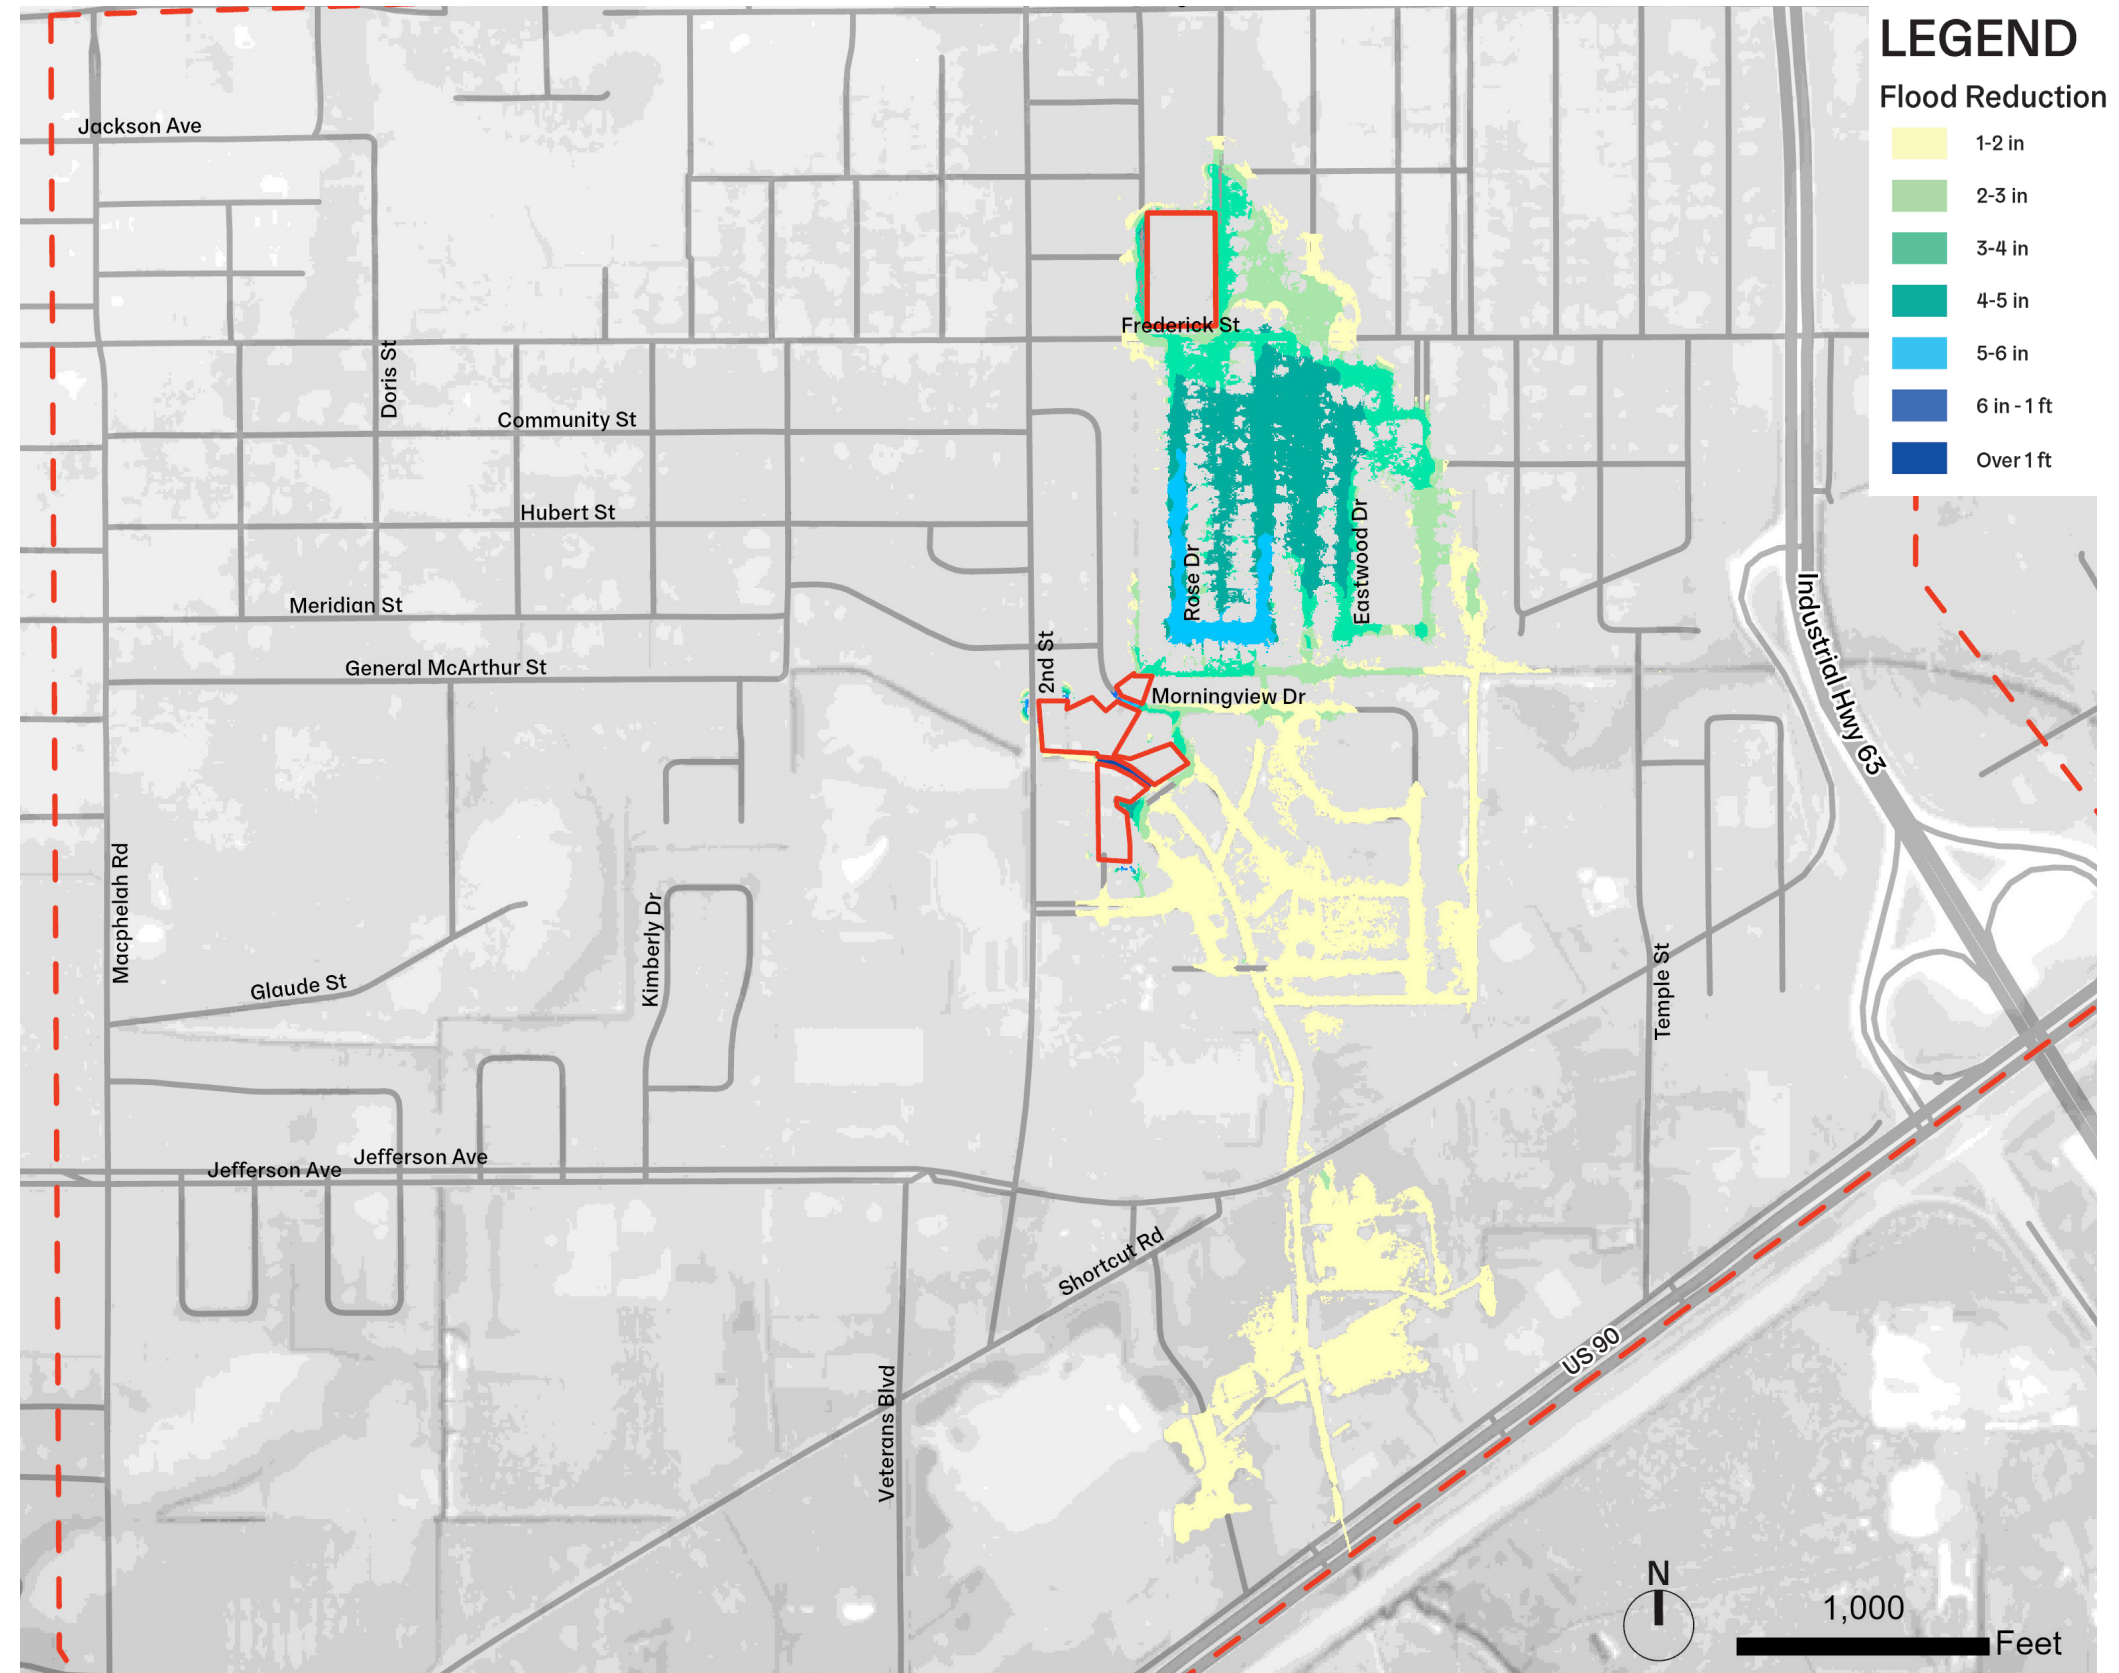 LEGEND
Flood Reduction
1-2 in
2-3 in
3-4 in
4-5 in
5-6 in
6 in - 1 ft
Over 1 ft
Jackson Ave
Frederick St
Doris St
Community St
Hubert St
Rose Dr
Eastwood Dr
Meridian St
2nd St
General McArthur St
Morningview Dr
Industrial Hwy 63
Macphelah Rd
Kimberly Dr
Glaude St
Temple St
Jefferson Ave
Jefferson Ave
Shortcut Rd
US 90
Veterans Blvd
N
1,000
Feet